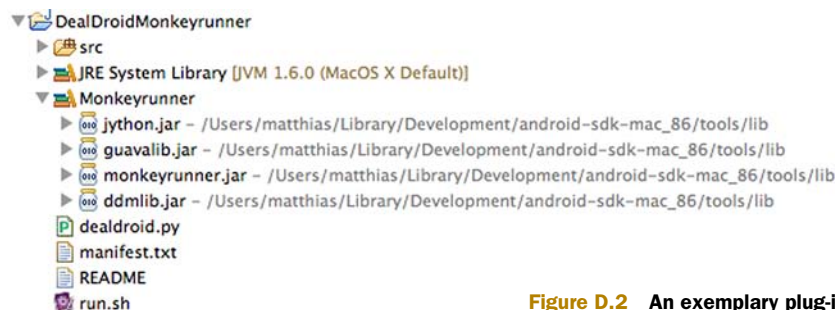 DealDroidMonkeyrunner
src
JRE System Library [JVM 1.6.0 (MacOS X Default)]
Monkeyrunner
jython.jar – /Users/matthias/Library/Development/android-sdk-mac_86/tools/lib
guavalib.jar – /Users/matthias/Library/Development/android-sdk-mac_86/tools/lib
monkeyrunner.jar – /Users/matthias/Library/Development/android-sdk-mac_86/tools/lib
ddmlib.jar – /Users/matthias/Library/Development/android-sdk-mac_86/tools/lib
dealdroid.py
manifest.txt
README
run.sh
Figure D.2 An exemplary plug-i